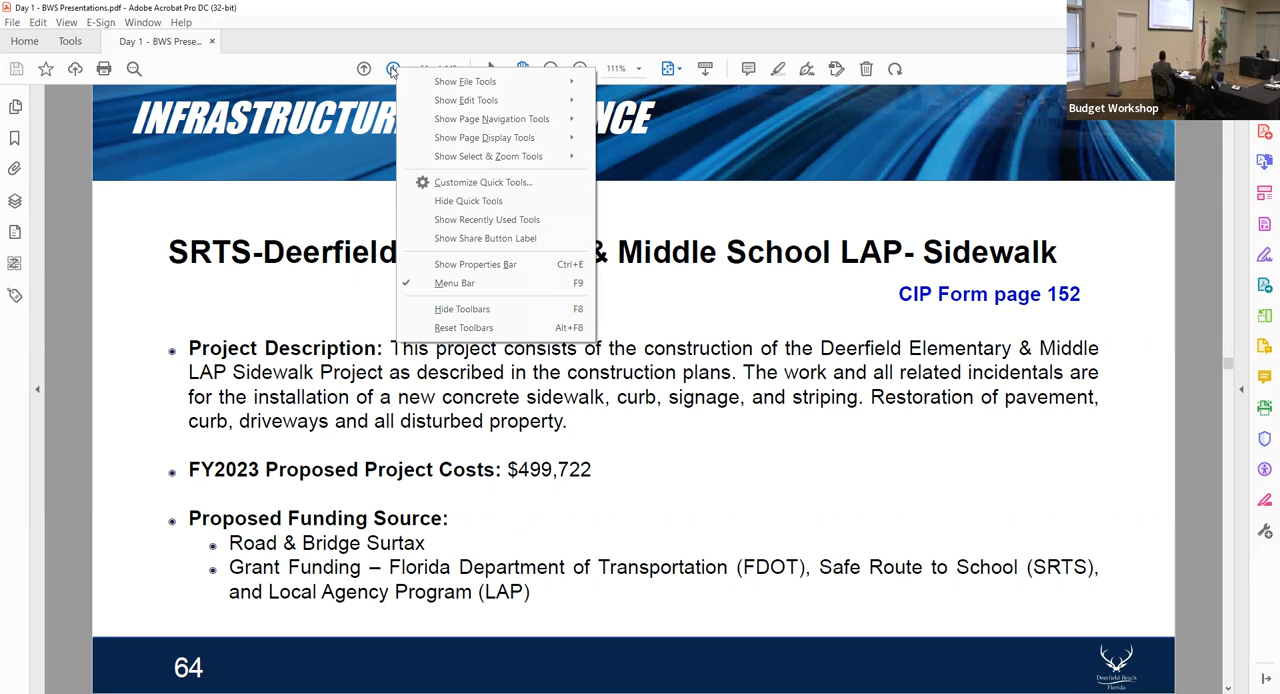 Day 1 - BWS Presentations.pdf - Adobe Acrobat Pro DC (32-bit)
File Edit View E-Sign Window Help
Home Tools Day 1 - BWS Prese... ×
111%
Budget Workshop
Show File Tools
Show Edit Tools
Show Page Navigation Tools
Show Page Display Tools
Show Select & Zoom Tools
Customize Quick Tools...
Hide Quick Tools
Show Recently Used Tools
Show Share Button Label
Show Properties Bar Ctrl+E
Menu Bar F9
Hide Toolbars F8
Reset Toolbars Alt+F8
INFRASTRUCTUR NCE
SRTS-Deerfield & Middle School LAP- Sidewalk
CIP Form page 152
Project Description: This project consists of the construction of the Deerfield Elementary & Middle
LAP Sidewalk Project as described in the construction plans. The work and all related incidentals are
for the installation of a new concrete sidewalk, curb, signage, and striping. Restoration of pavement,
curb, driveways and all disturbed property.
FY2023 Proposed Project Costs: $499,722
Proposed Funding Source:
Road & Bridge Surtax
Grant Funding – Florida Department of Transportation (FDOT), Safe Route to School (SRTS),
and Local Agency Program (LAP)
64
Deerfield Beach
Florida